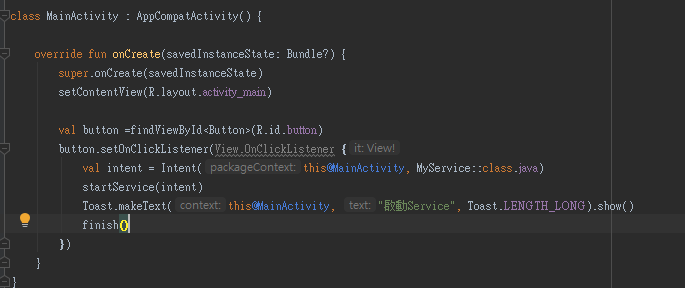 class MainActivity : AppCompatActivity() {
override fun onCreate(savedInstanceState: Bundle?) {
super.onCreate(savedInstanceState)
setContentView(R.layout.activity_main)
val button =findViewById<Button>(R.id.button)
button.setOnClickListener(View.OnClickListener { it: View!
val intent = Intent( packageContext: this@MainActivity, MyService::class.java)
startService(intent)
Toast.makeText( context: this@MainActivity, text: "啟動Service", Toast.LENGTH_LONG).show()
finish()
})
}
}